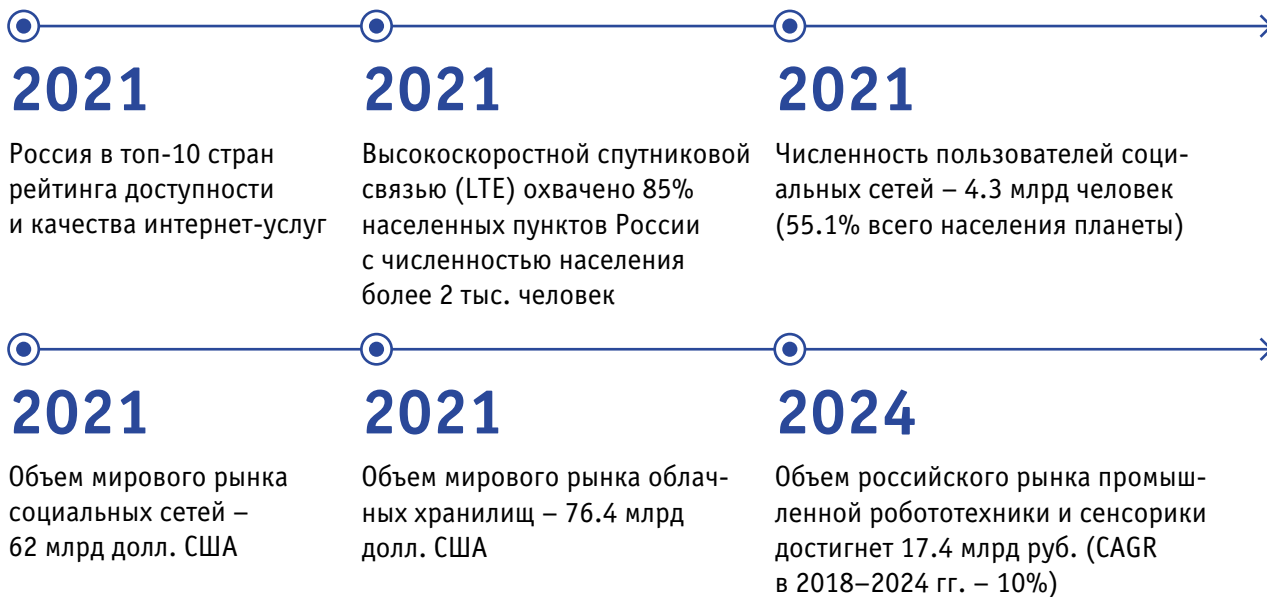 2021
Россия в топ-10 стран
рейтинга доступности
и качества интернет-услуг
2021
Высокоскоростной спутниковой
связью (LTE) охвачено 85%
населенных пунктов России
с численностью населения
более 2 тыс. человек
2021
Численность пользователей соци-
альных сетей – 4.3 млрд человек
(55.1% всего населения планеты)
2021
Объем мирового рынка
социальных сетей –
62 млрд долл. США
2021
Объем мирового рынка облач-
ных хранилищ – 76.4 млрд
долл. США
2024
Объем российского рынка промыш-
ленной робототехники и сенсорики
достигнет 17.4 млрд руб. (CAGR
в 2018–2024 гг. – 10%)